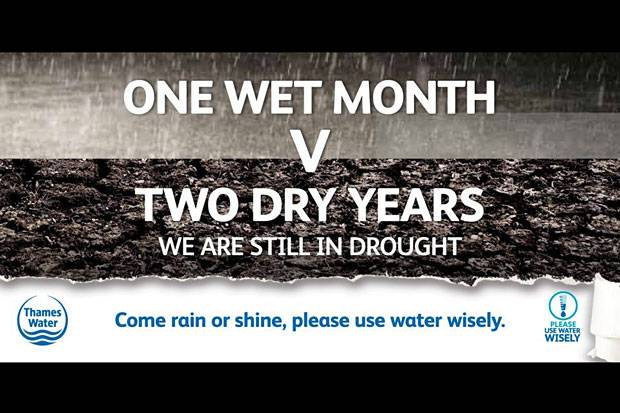 ONE WET MONTH
V
TWO DRY YEARS
WE ARE STILL IN DROUGHT
Thames
Water
Come rain or shine, please use water wisely.
PLEASE
USE WATER
WISELY